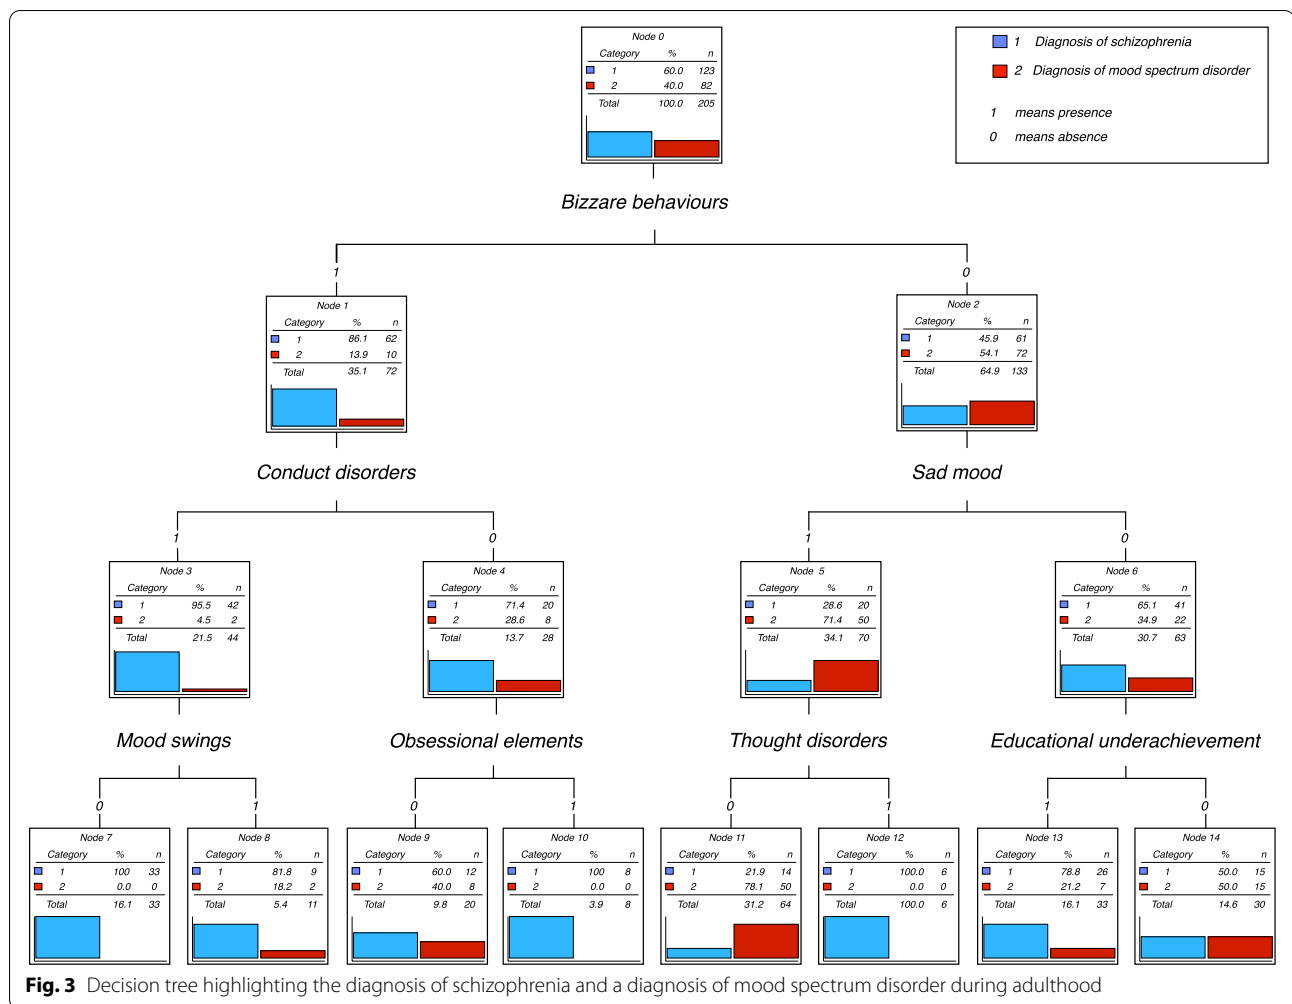 Node 0
Category % n
1 60.0 123
2 40.0 82
Total 100.0 205
1 Diagnosis of schizophrenia
2 Diagnosis of mood spectrum disorder
1 means presence
0 means absence
Bizzare behaviours
1
0
Node 1
Category % n
1 86.1 62
2 13.9 10
Total 35.1 72
Node 2
Category % n
1 45.9 61
2 54.1 72
Total 64.9 133
Conduct disorders
Sad mood
1
0
1
0
Node 3
Category % n
1 95.5 42
2 4.5 2
Total 21.5 44
Node 4
Category % n
1 71.4 20
2 28.6 8
Total 13.7 28
Node 5
Category % n
1 28.6 20
2 71.4 50
Total 34.1 70
Node 6
Category % n
1 65.1 41
2 34.9 22
Total 30.7 63
Mood swings
Obsessional elements
Thought disorders
Educational underachievement
0
1
0
1
0
1
1
0
Node 7
Category % n
1 100 33
2 0.0 0
Total 16.1 33
Node 8
Category % n
1 81.8 9
2 18.2 2
Total 5.4 11
Node 9
Category % n
1 60.0 12
2 40.0 8
Total 9.8 20
Node 10
Category % n
1 100 8
2 0.0 0
Total 3.9 8
Node 11
Category % n
1 21.9 14
2 78.1 50
Total 31.2 64
Node 12
Category % n
1 100.0 6
2 0.0 0
Total 100.0 6
Node 13
Category % n
1 78.8 26
2 21.2 7
Total 16.1 33
Node 14
Category % n
1 50.0 15
2 50.0 15
Total 14.6 30
Fig. 3 Decision tree highlighting the diagnosis of schizophrenia and a diagnosis of mood spectrum disorder during adulthood